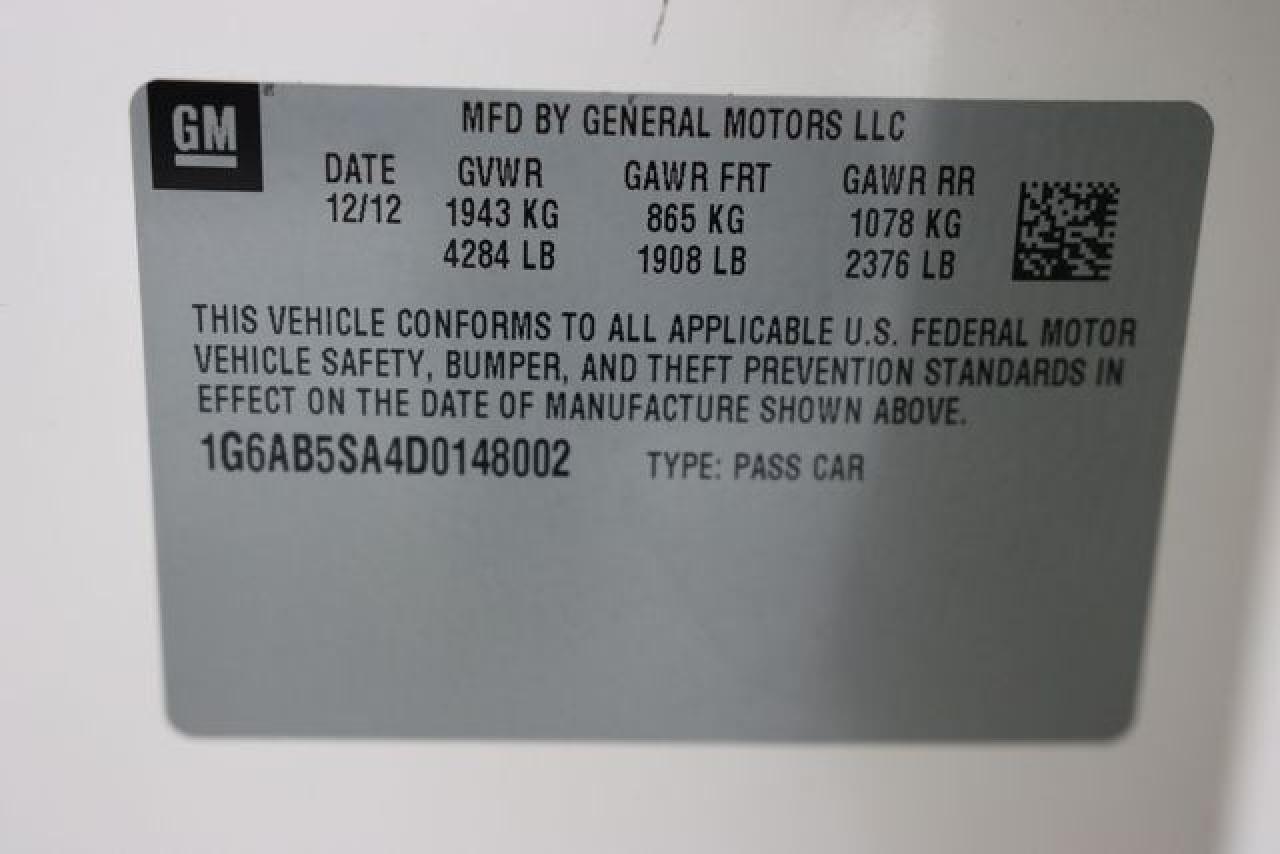 GM
MFD BY GENERAL MOTORS LLC
DATE GVWR GAWR FRT GAWR RR
12/12 1943 KG 865 KG 1078 KG
4284 LB 1908 LB 2376 LB
THIS VEHICLE CONFORMS TO ALL APPLICABLE U.S. FEDERAL MOTOR
VEHICLE SAFETY, BUMPER, AND THEFT PREVENTION STANDARDS IN
EFFECT ON THE DATE OF MANUFACTURE SHOWN ABOVE.
1G6AB5SA4D0148002 TYPE: PASS CAR